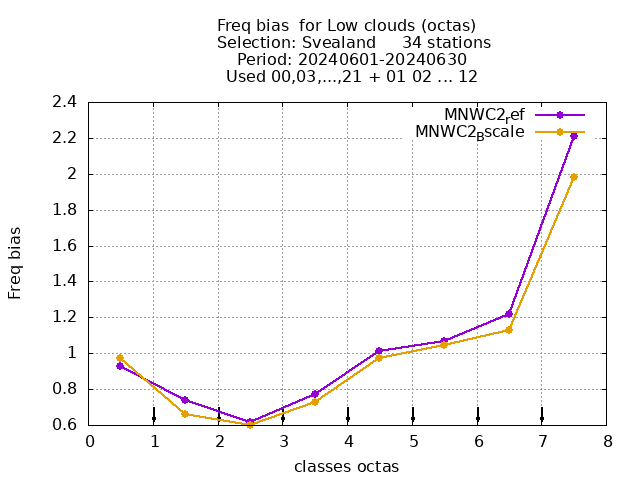 Freq bias  for Low clouds (octas)
Selection: Svealand     34 stations
Period: 20240601-20240630
Used 00,03,...,21 + 01 02 ... 12
MNWC2ref
MNWC2Bscale
2.4
2.2
2
1.8
1.6
1.4
1.2
1
0.8
0.6
Freq bias
0 1 2 3 4 5 6 7 8
classes octas